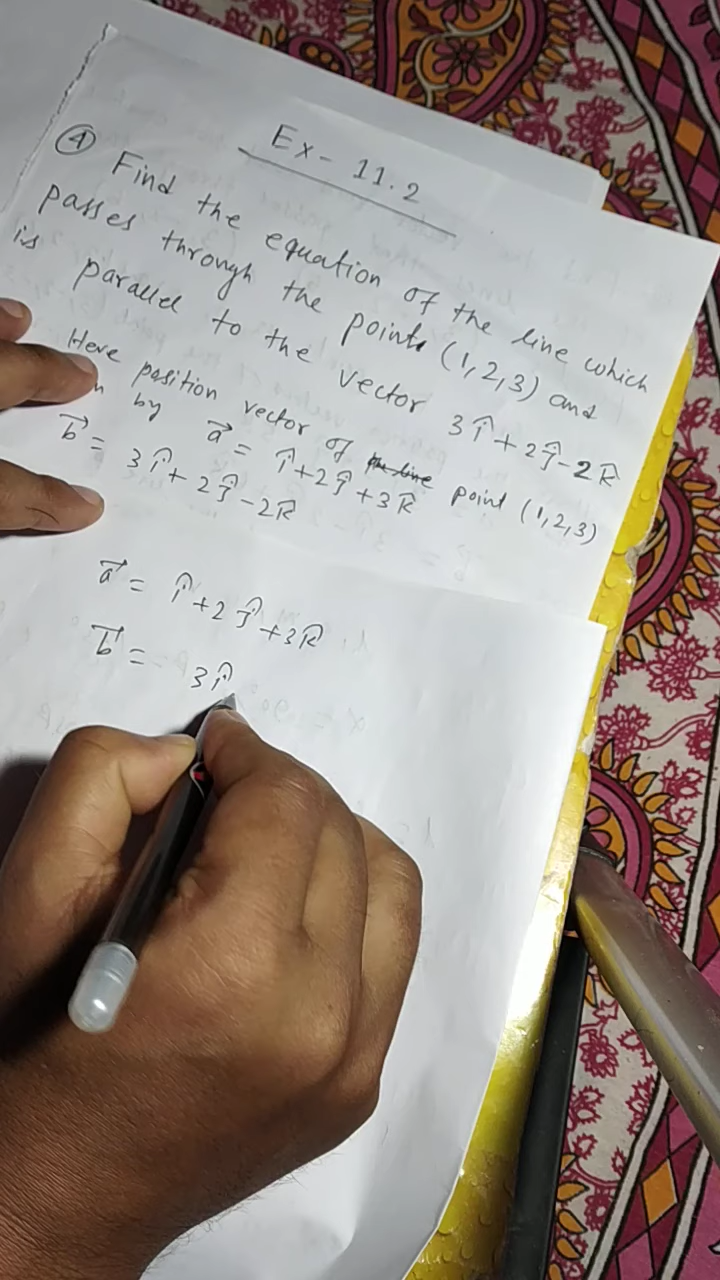 Ex- 11.2
④ Find the equation of the line which
passes through the point (1,2,3) and
is parallel to the vector 3î+2ĵ-2k̂
Here position vector of point (1,2,3)
by a⃗ = î+2ĵ+3k̂
b⃗ = 3î+2ĵ-2k̂
a⃗ = î+2ĵ+3k̂
b⃗ = 3î